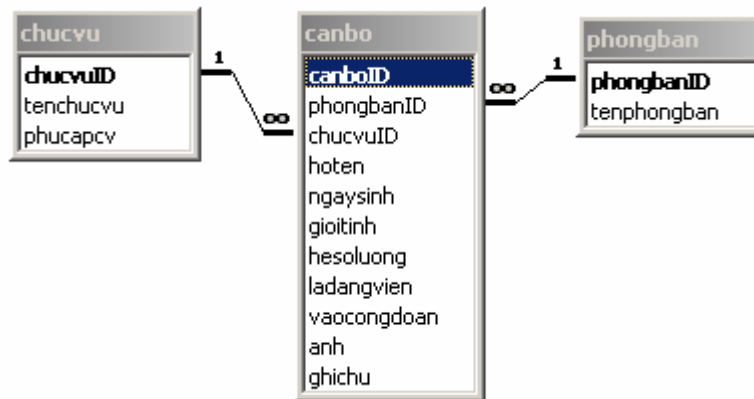 chucvu
chucvuID
tenchucvu
phucapcv
1
∞
canbo
canboID
phongbanID
chucvuID
hoten
ngaysinh
gioitinh
hesoluong
ladangvien
vaocongdoan
anh
ghichu
∞
1
phongban
phongbanID
tenphongban